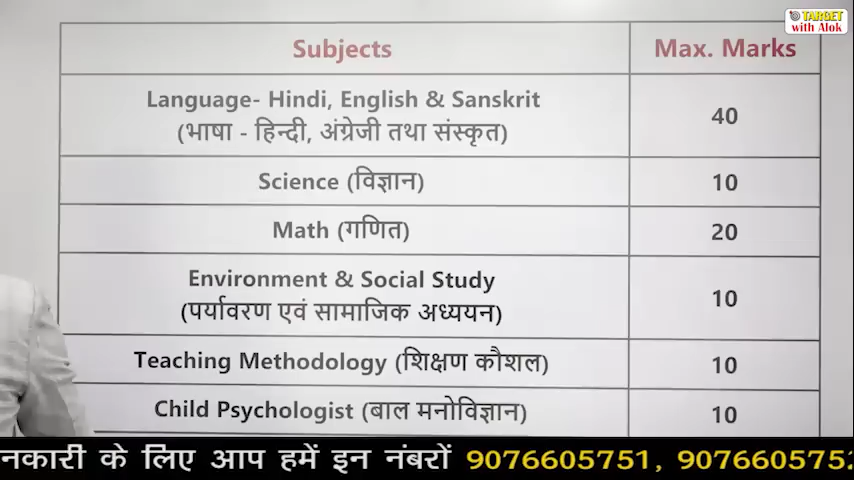 TARGET
with Alok
Subjects Max. Marks
Language- Hindi, English & Sanskrit
(भाषा - हिन्दी, अंग्रेजी तथा संस्कृत) 40
Science (विज्ञान) 10
Math (गणित) 20
Environment & Social Study
(पर्यावरण एवं सामाजिक अध्ययन) 10
Teaching Methodology (शिक्षण कौशल) 10
Child Psychologist (बाल मनोविज्ञान) 10
नकारी के लिए आप हमें इन नंबरों 9076605751, 9076605752